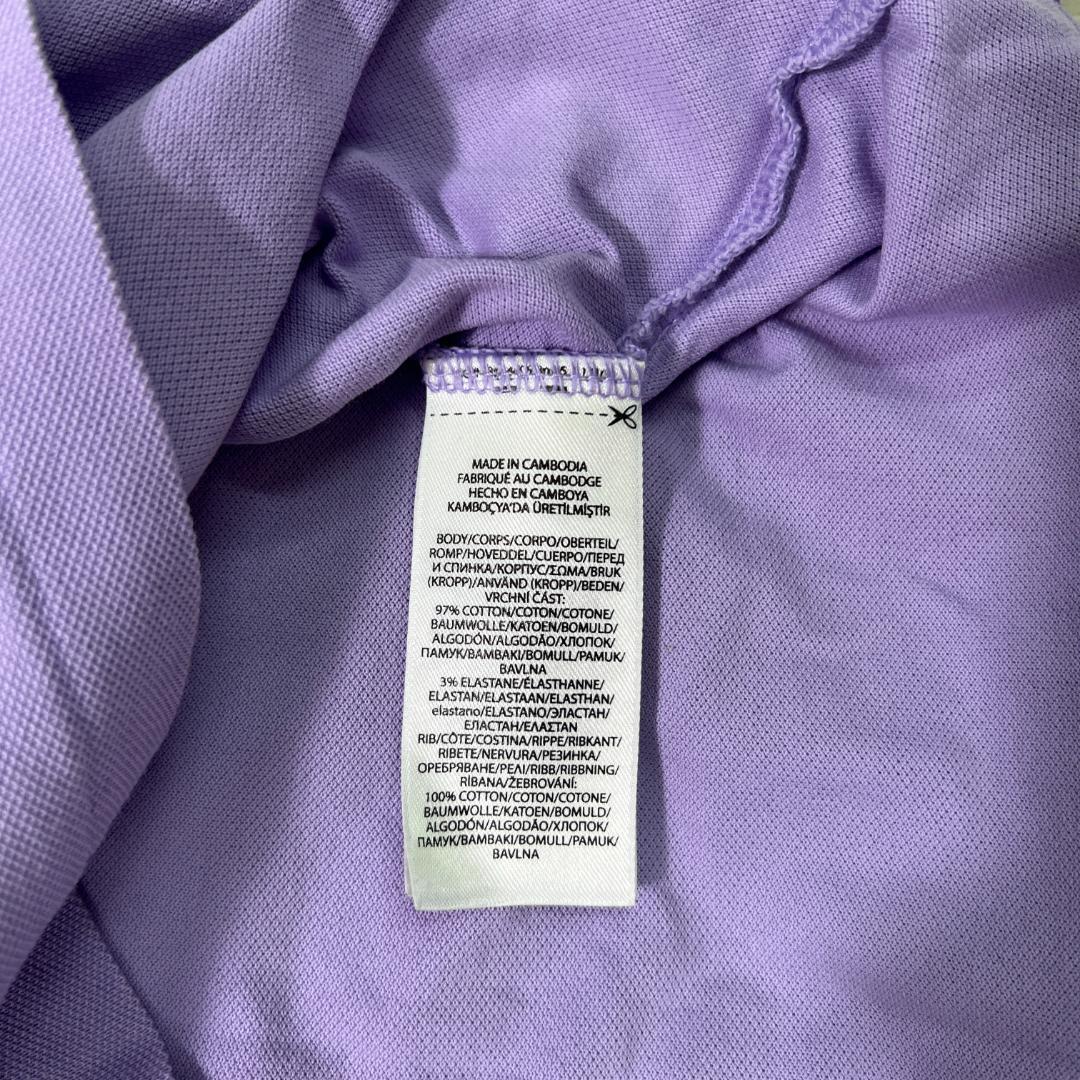 MADE IN CAMBODIA
FABRIQUÉ AU CAMBODGE
HECHO EN CAMBOYA
KAMBOÇYA'DA ÜRETİLMİŞTİR
BODY/CORPS/CORPO/OBERTEIL/
ROMP/HOVEDDEL/CUERPO/ПЕРЕД
И СПИНКА/КОРПУС/ΣΩΜΑ/BRUK
(KROPP)/ANVÄND (KROPP)/BEDEN/
VRCHNÍ ČÁST:
97% COTTON/COTON/COTONE/
BAUMWOLLE/KATOEN/BOMULD/
ALGODÓN/ALGODÃO/ХЛОПОК/
ПАМУК/BAMBAKI/BOMULL/PAMUK/
BAVLNA
3% ELASTANE/ÉLASTHANNE/
ELASTAN/ELASTAAN/ELASTHAN/
elastano/ELASTANO/ЭЛАСТАН/
ЕЛАСТАН/ΕΛΑΣΤΑΝ
RIB/CÔTE/COSTINA/RIPPE/RIBKANT/
RIBETE/NERVURA/РЕЗИНКА/
ОРЕБРЯВАНЕ/ΡΕΛΙ/RIBB/RIBBNING/
RİBANA/ŽEBROVÁNÍ:
100% COTTON/COTON/COTONE/
BAUMWOLLE/KATOEN/BOMULD/
ALGODÓN/ALGODÃO/ХЛОПОК/
ПАМУК/BAMBAKI/BOMULL/PAMUK/
BAVLNA